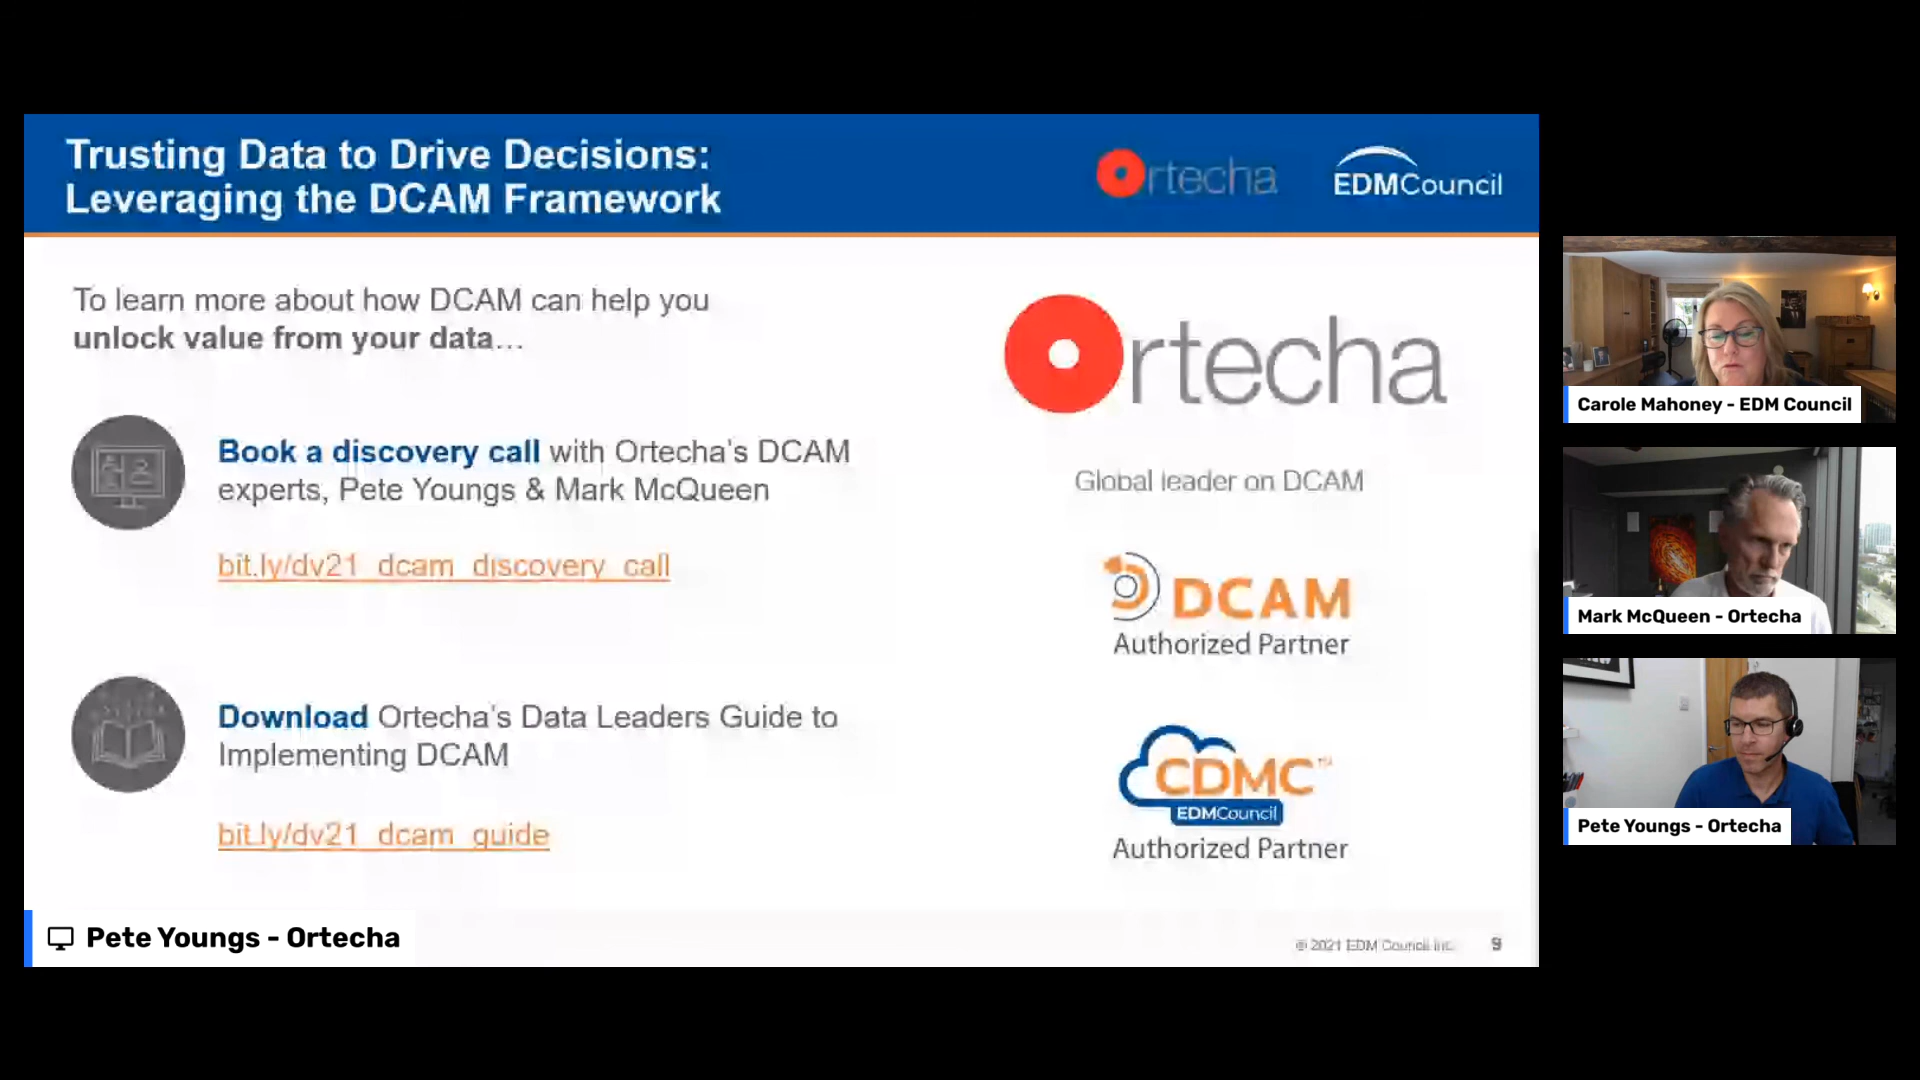 Trusting Data to Drive Decisions:
Leveraging the DCAM Framework
Ortecha
EDMCouncil
To learn more about how DCAM can help you
unlock value from your data...
Book a discovery call with Ortecha's DCAM
experts, Pete Youngs & Mark McQueen
bit.ly/dv21_dcam_discovery_call
Download Ortecha's Data Leaders Guide to
Implementing DCAM
bit.ly/dv21_dcam_guide
Ortecha
Global leader on DCAM
DCAM
Authorized Partner
CDMC™
EDMCouncil
Authorized Partner
Pete Youngs - Ortecha
© 2021 EDM Council Inc. 9
Carole Mahoney - EDM Council
Mark McQueen - Ortecha
Pete Youngs - Ortecha